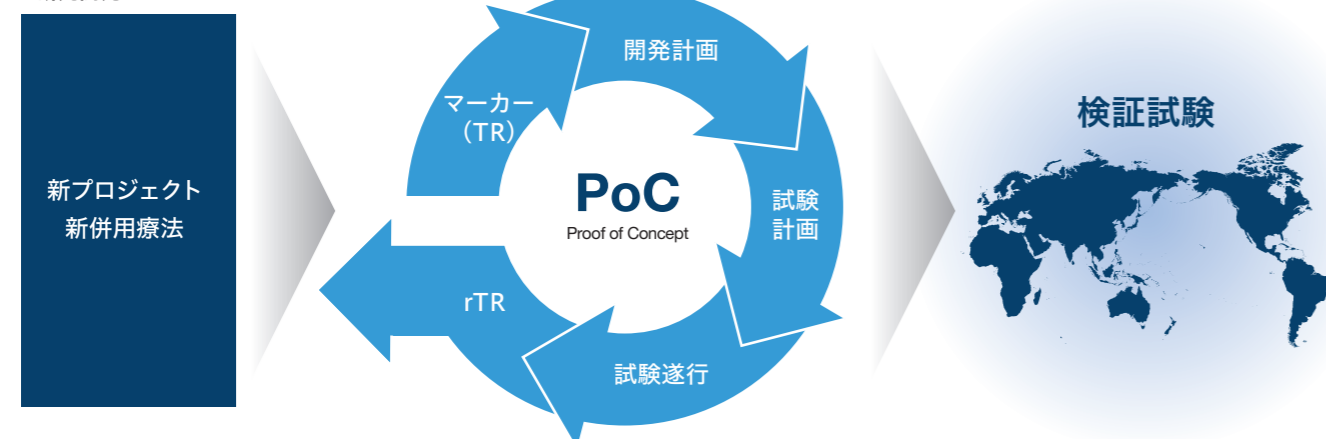 新プロジェクト
新併用療法
マーカー
（TR）
開発計画
試験
計画
試験遂行
rTR
PoC
Proof of Concept
検証試験